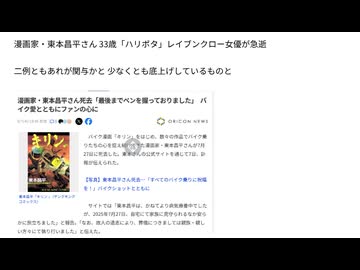 漫画家・東本昌平さん 33歳「ハリポタ」レイブンクロー女優が急逝
二例ともあれが関与かと 少なくとも底上げしているものと
漫画家・東本昌平さん死去「最後までペンを握っておりました」 バイク愛とともにファンの心に
ORICON NEWS
バイク漫画「キリン」をはじめ、数々の作品でバイク乗
りたちの心を捉え続けた漫画家・東本昌平さんが7月
27日に死去した。東本さんの公式サイトを通じて7日、訃
報が伝えられた。
【写真】東本昌平さん死去…「すべてのバイク乗りに祝福
を！」バイクショットとともに
サイトでは「東本昌平は、かねてより病気療養中でした
が、2025年7月27日、自宅にて家族に見守られるなか安ら
かに旅立ちました」と報告。「なお、故人の遺志により、葬儀につきましては親族・親し
い方々にて執り行いました」と伝えた。
キリン
東本昌平
東本昌平『キリン』（ヤングキング
コミックス）